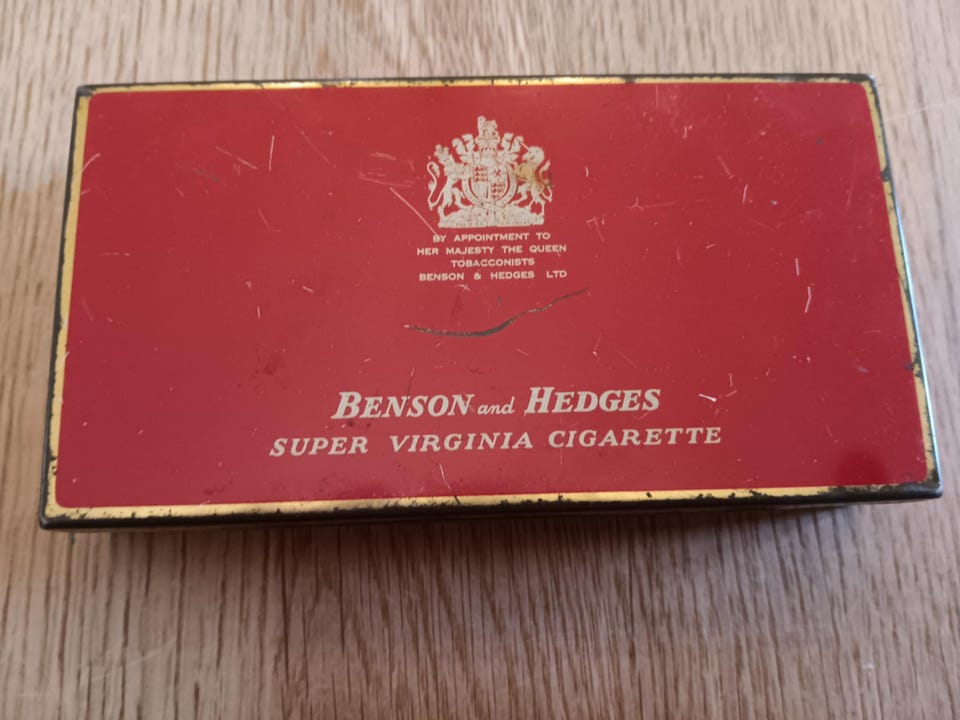 BY APPOINTMENT TO
HER MAJESTY THE QUEEN
TOBACCONISTS
BENSON & HEDGES LTD
BENSON and HEDGES
SUPER VIRGINIA CIGARETTE